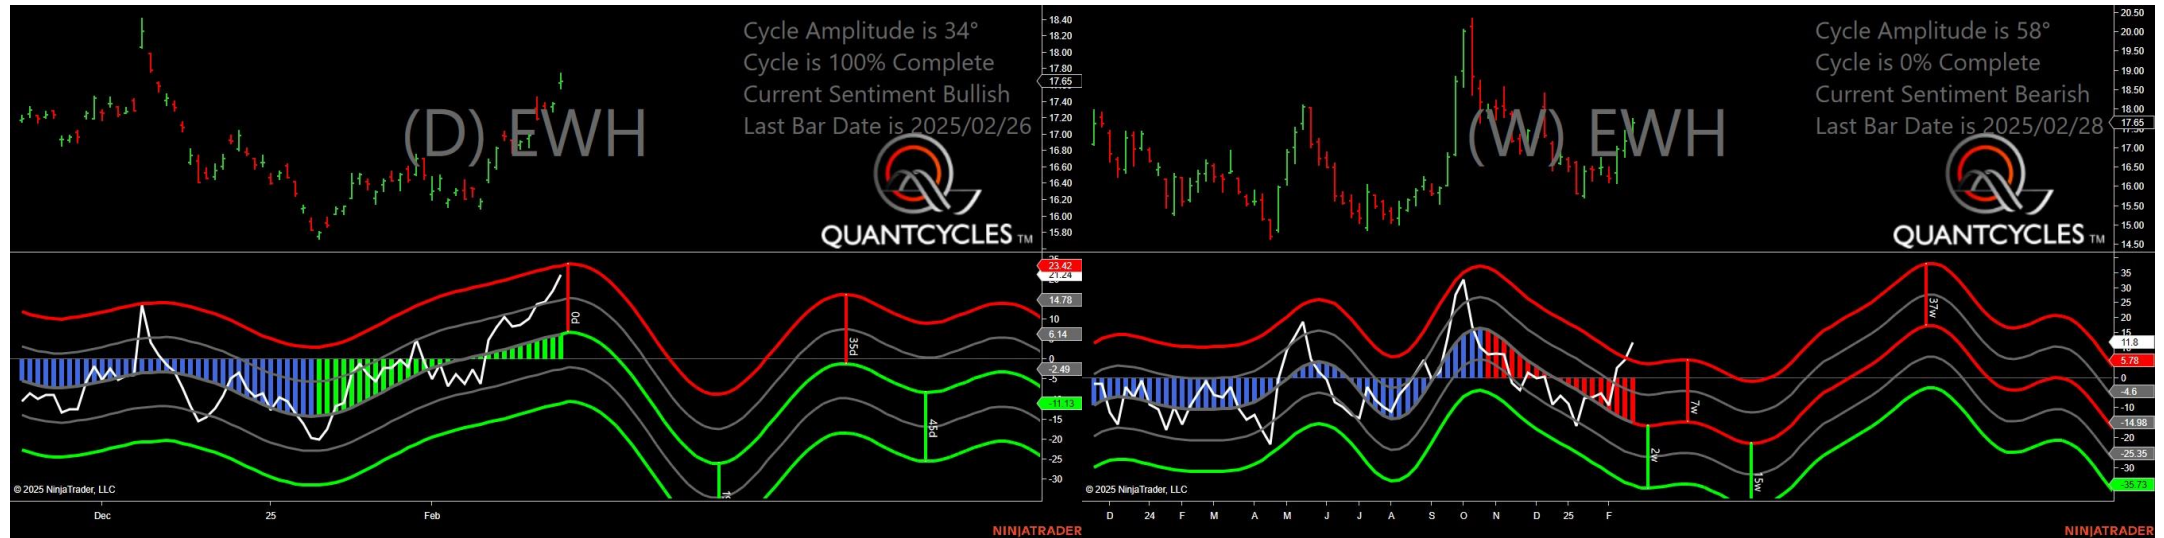 Cycle Amplitude is 34°
Cycle is 100% Complete
Current Sentiment Bullish
Last Bar Date is 2025/02/26
(D) EWH
QUANTCYCLES TM
18.40
18.20
18.00
17.80
17.65
17.40
17.20
17.00
16.80
16.60
16.40
16.20
16.00
15.80
23.42
21.24
14.78
10
6.14
0
-2.49
-5
-11.13
-15
-20
-25
-30
0d
35d
45d
© 2025 NinjaTrader, LLC
Dec
25
Feb
NINJATRADER
Cycle Amplitude is 58°
Cycle is 0% Complete
Current Sentiment Bearish
Last Bar Date is 2025/02/28
(W) EWH
QUANTCYCLES TM
20.50
20.00
19.50
19.00
18.50
18.00
17.65
17.50
17.00
16.50
16.00
15.50
15.00
14.50
35
30
25
20
15
11.8
5.78
0
-4.6
-10
-14.98
-20
-25.35
-30
-35.73
37w
7w
2w
15w
© 2025 NinjaTrader, LLC
D
24
F
M
A
M
J
J
A
S
O
N
D
25
F
NINJATRADER